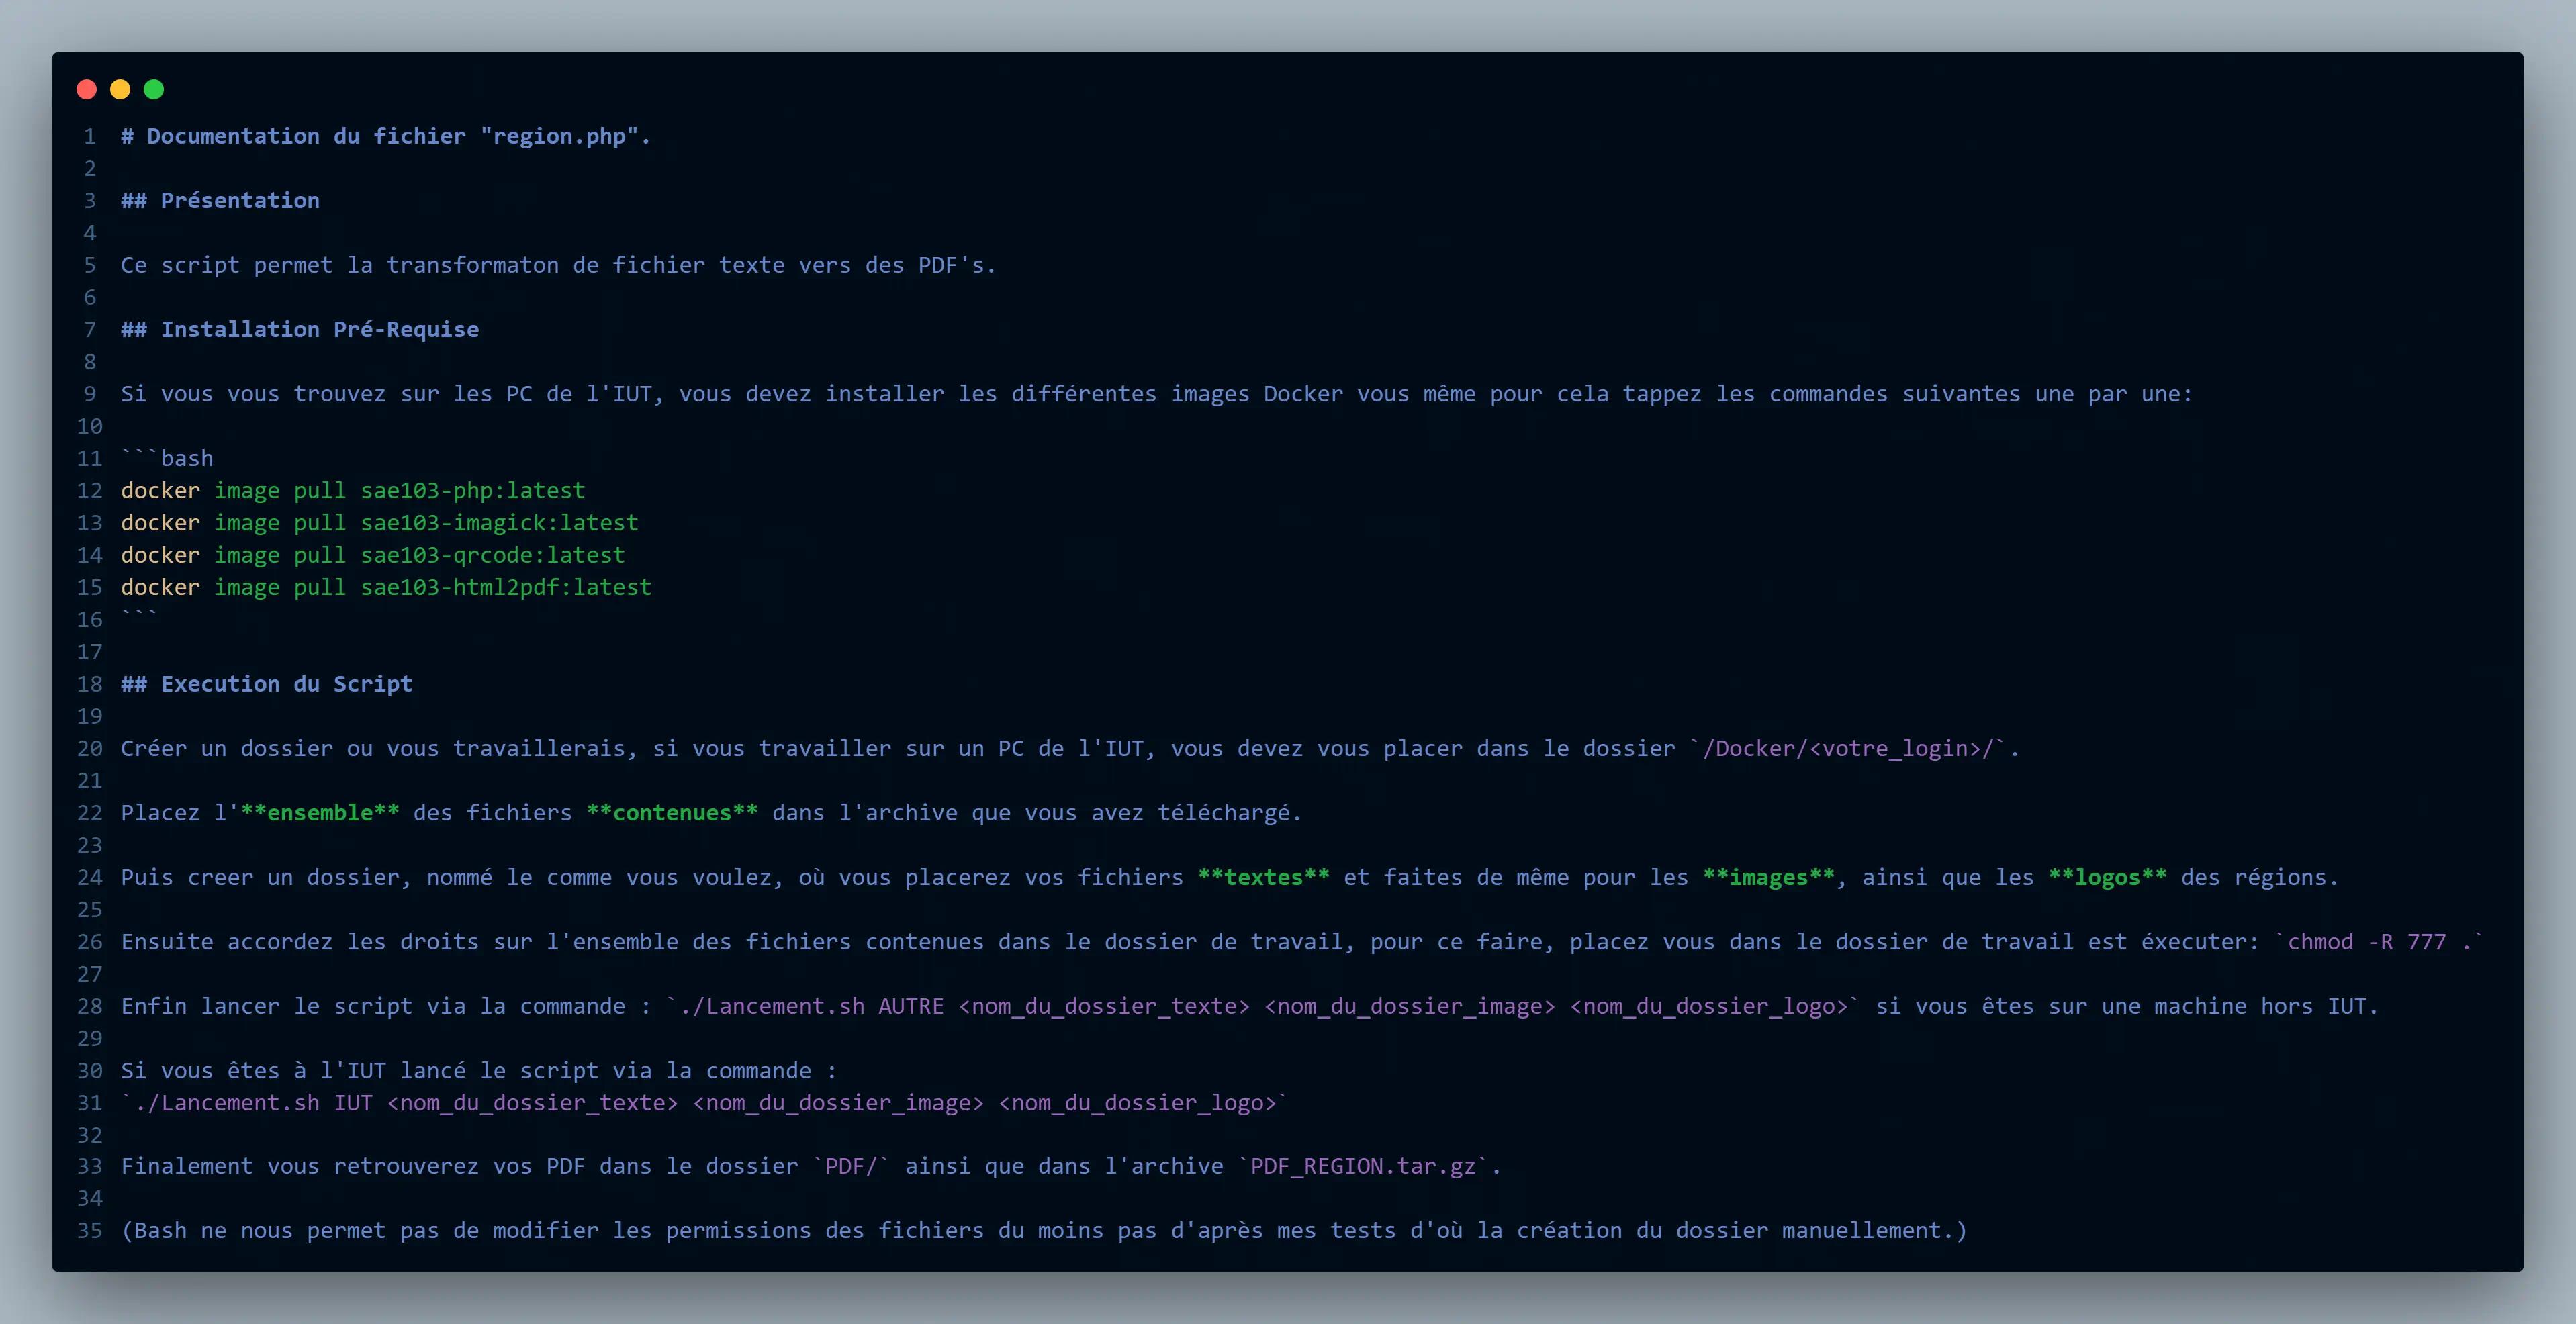 1 # Documentation du fichier "region.php".
2
3 ## Présentation
4
5 Ce script permet la transformaton de fichier texte vers des PDF's.
6
7 ## Installation Pré-Requise
8
9 Si vous vous trouvez sur les PC de l'IUT, vous devez installer les différentes images Docker vous même pour cela tappez les commandes suivantes une par une:
10
11 ```bash
12 docker image pull sae103-php:latest
13 docker image pull sae103-imagick:latest
14 docker image pull sae103-qrcode:latest
15 docker image pull sae103-html2pdf:latest
16 ```
17
18 ## Execution du Script
19
20 Créer un dossier ou vous travaillerais, si vous travailler sur un PC de l'IUT, vous devez vous placer dans le dossier `/Docker/<votre_login>/`.
21
22 Placez l'**ensemble** des fichiers **contenues** dans l'archive que vous avez téléchargé.
23
24 Puis creer un dossier, nommé le comme vous voulez, où vous placerez vos fichiers **textes** et faites de même pour les **images**, ainsi que les **logos** des régions.
25
26 Ensuite accordez les droits sur l'ensemble des fichiers contenues dans le dossier de travail, pour ce faire, placez vous dans le dossier de travail est éxecuter: `chmod -R 777 .`
27
28 Enfin lancer le script via la commande : `./Lancement.sh AUTRE <nom_du_dossier_texte> <nom_du_dossier_image> <nom_du_dossier_logo>` si vous êtes sur une machine hors IUT.
29
30 Si vous êtes à l'IUT lancé le script via la commande :
31 `./Lancement.sh IUT <nom_du_dossier_texte> <nom_du_dossier_image> <nom_du_dossier_logo>`
32
33 Finalement vous retrouverez vos PDF dans le dossier `PDF/` ainsi que dans l'archive `PDF_REGION.tar.gz`.
34
35 (Bash ne nous permet pas de modifier les permissions des fichiers du moins pas d'après mes tests d'où la création du dossier manuellement.)